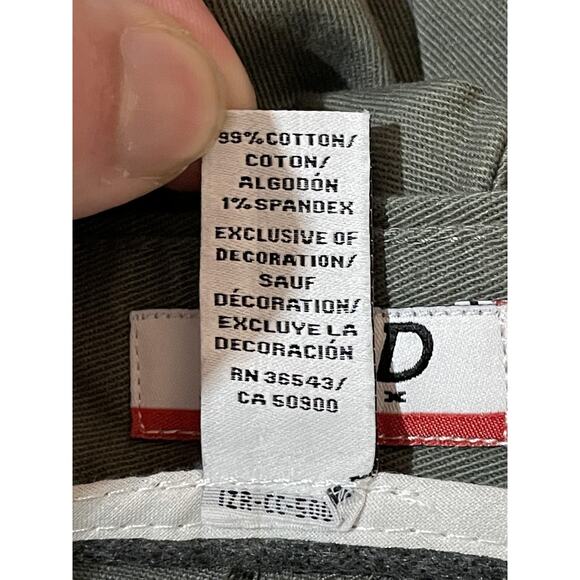 99% COTTON/
COTON/
ALGODÓN
1% SPANDEX
EXCLUSIVE OF
DECORATION/
SAUF
DÉCORATION/
EXCLUYE LA
DECORACIÓN
RN 36543/
CA 50900
D
X